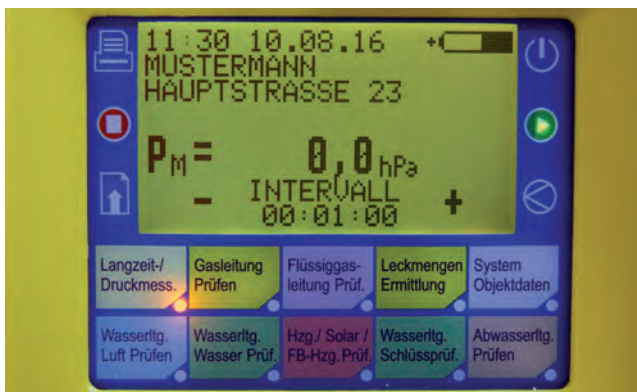 11:30 10.08.16
MUSTERMANN
HAUPTSTRASSE 23
PM= 0,0 hPa
- INTERVALL +
00:01:00
Langzeit-/
Druckmess.
Gasleitung
Prüfen
Flüssiggas-
leitung Prüf.
Leckmengen
Ermittlung
System
Objektdaten
Wasserltg.
Luft Prüfen
Wasserltg.
Wasser Prüf.
Hzg./ Solar /
FB-Hzg.Prüf.
Wasserltg.
Schlüssprüf.
Abwasserltg.
Prüfen